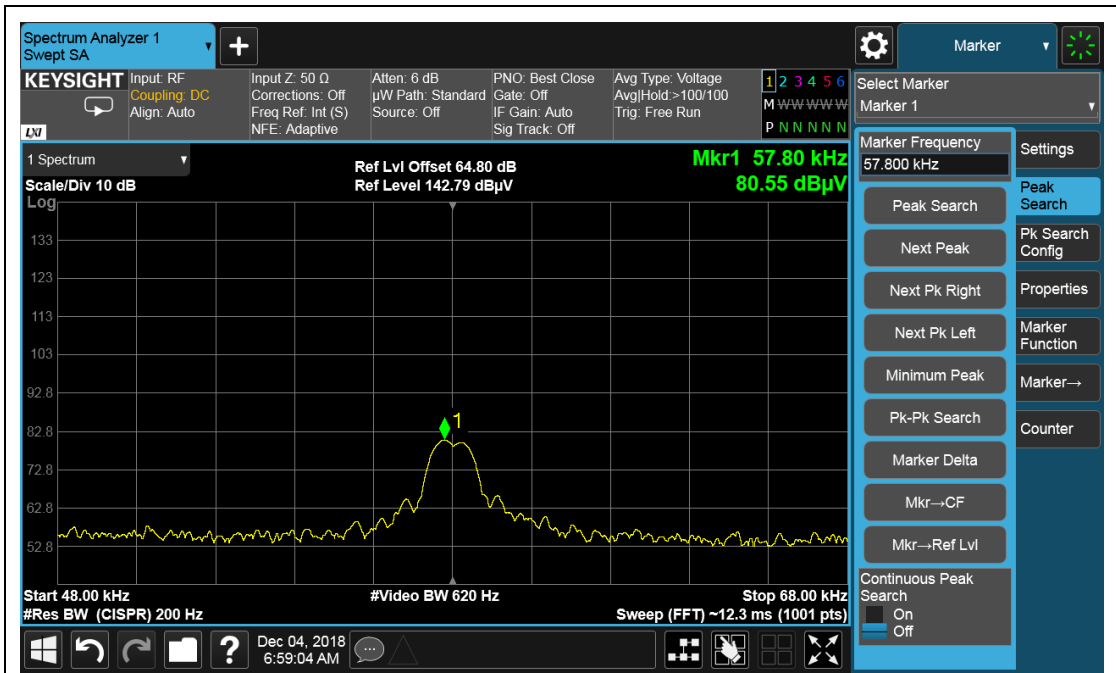 Spectrum Analyzer 1
Swept SA
+
Marker
KEYSIGHT
LXI
Input: RF
Coupling: DC
Align: Auto
Input Z: 50 Ω
Corrections: Off
Freq Ref: Int (S)
NFE: Adaptive
Atten: 6 dB
µW Path: Standard
Source: Off
PNO: Best Close
Gate: Off
IF Gain: Auto
Sig Track: Off
Avg Type: Voltage
Avg|Hold:>100/100
Trig: Free Run
1 2 3 4 5 6
M W W W W W
P N N N N N
Select Marker
Marker 1
1 Spectrum
Scale/Div 10 dB
Log
Ref Lvl Offset 64.80 dB
Ref Level 142.79 dBµV
Mkr1 57.80 kHz
80.55 dBµV
133
123
113
103
92.8
82.8
72.8
62.8
52.8
1
Start 48.00 kHz
#Res BW (CISPR) 200 Hz
#Video BW 620 Hz
Stop 68.00 kHz
Sweep (FFT) ~12.3 ms (1001 pts)
Marker Frequency
57.800 kHz
Peak Search
Next Peak
Next Pk Right
Next Pk Left
Minimum Peak
Pk-Pk Search
Marker Delta
Mkr→CF
Mkr→Ref Lvl
Continuous Peak
Search
On
Off
Settings
Peak
Search
Pk Search
Config
Properties
Marker
Function
Marker→
Counter
?
Dec 04, 2018
6:59:04 AM